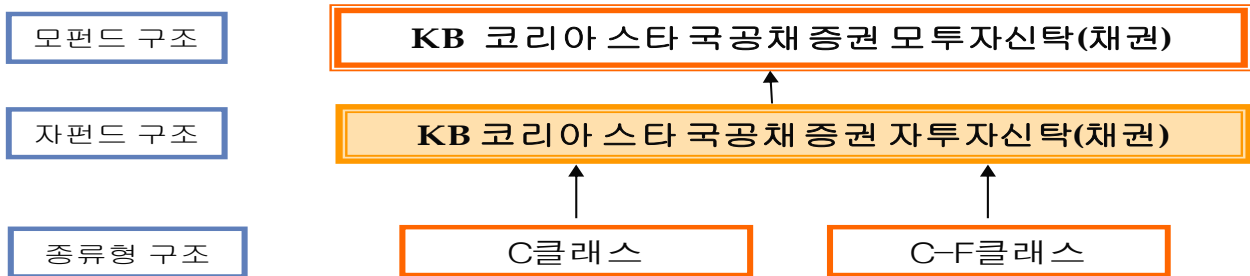 모펀드 구조
KB 코리아 스타 국공채 증권 모투자신탁(채권)
자펀드 구조
KB 코리아 스타 국공채 증권 자투자신탁(채권)
종류형 구조
C클래스
C-F클래스